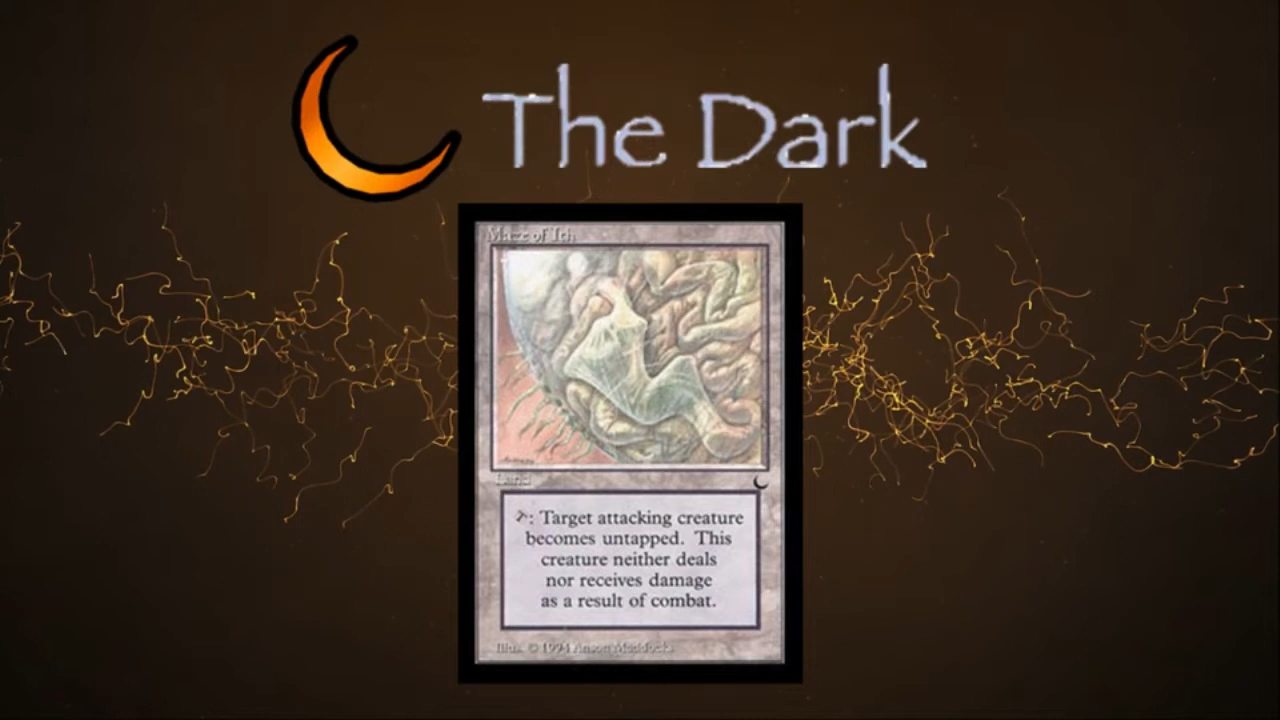 The Dark
Maze of Ith
Land
: Target attacking creature
becomes untapped. This
creature neither deals
nor receives damage
as a result of combat.
Illus. © 1994 Anson Maddocks